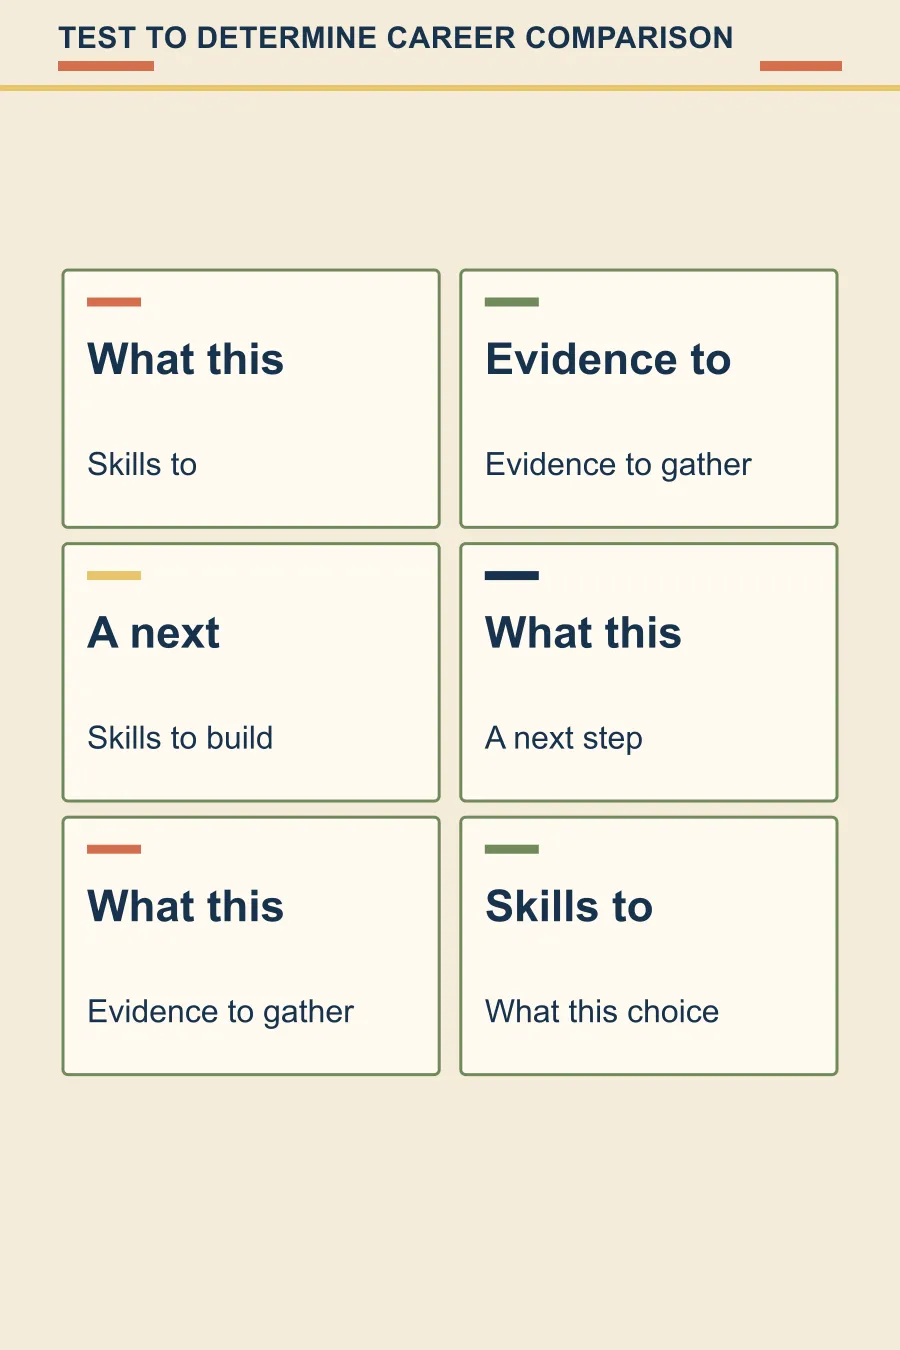 TEST TO DETERMINE CAREER COMPARISON
What this
Skills to
Evidence to
Evidence to gather
A next
Skills to build
What this
A next step
What this
Evidence to gather
Skills to
What this choice